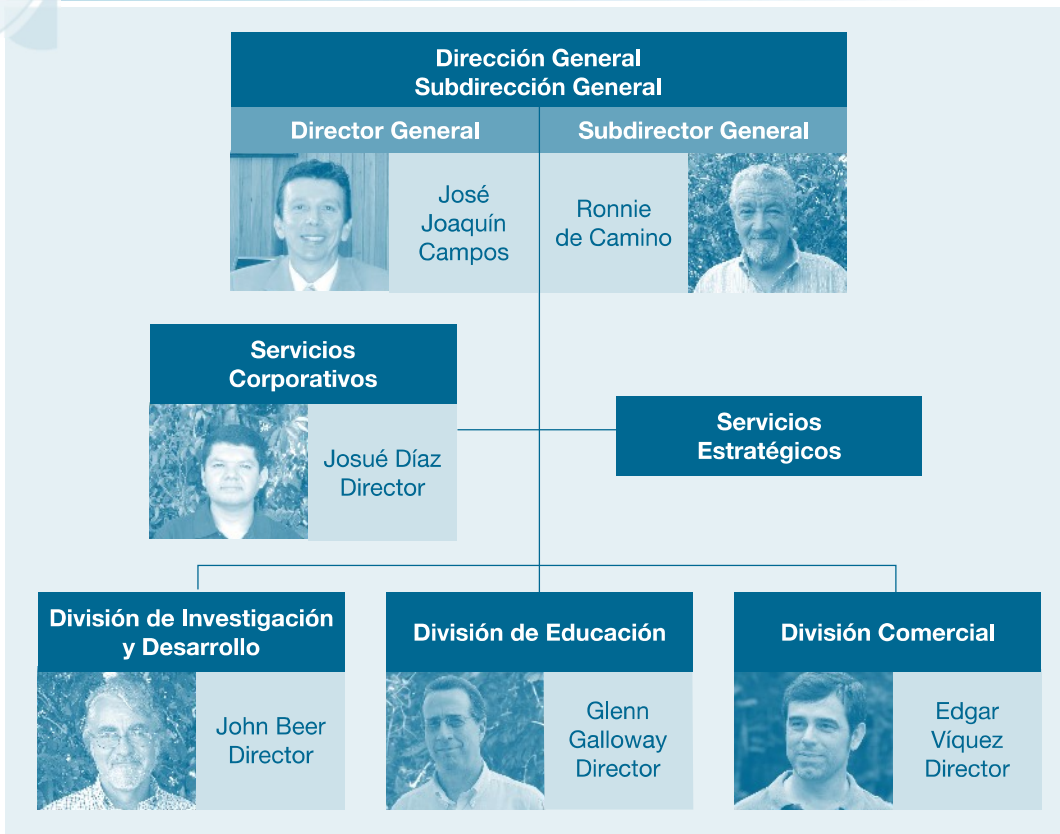 Dirección General
Subdirección General
Director General
Subdirector General
José
Joaquín
Campos
Ronnie
de Camino
Servicios
Corporativos
Josué Díaz
Director
Servicios
Estratégicos
División de Investigación
y Desarrollo
John Beer
Director
División de Educación
Glenn
Galloway
Director
División Comercial
Edgar
Víquez
Director